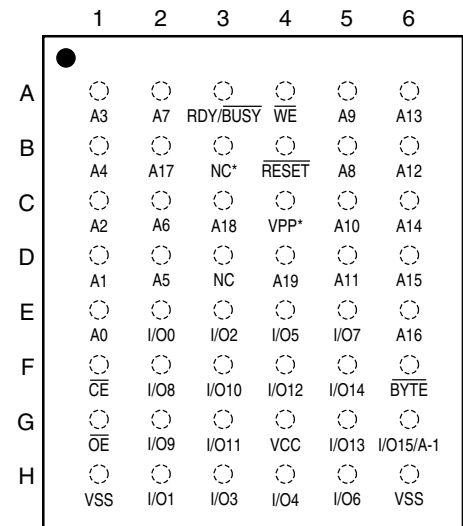 1 2 3 4 5 6
A
A3 A7 RDY/BUSY WE A9 A13
B
A4 A17 NC* RESET A8 A12
C
A2 A6 A18 VPP* A10 A14
D
A1 A5 NC A19 A11 A15
E
A0 I/O0 I/O2 I/O5 I/O7 A16
F
CE I/O8 I/O10 I/O12 I/O14 BYTE
G
OE I/O9 I/O11 VCC I/O13 I/O15/A-1
H
VSS I/O1 I/O3 I/O4 I/O6 VSS